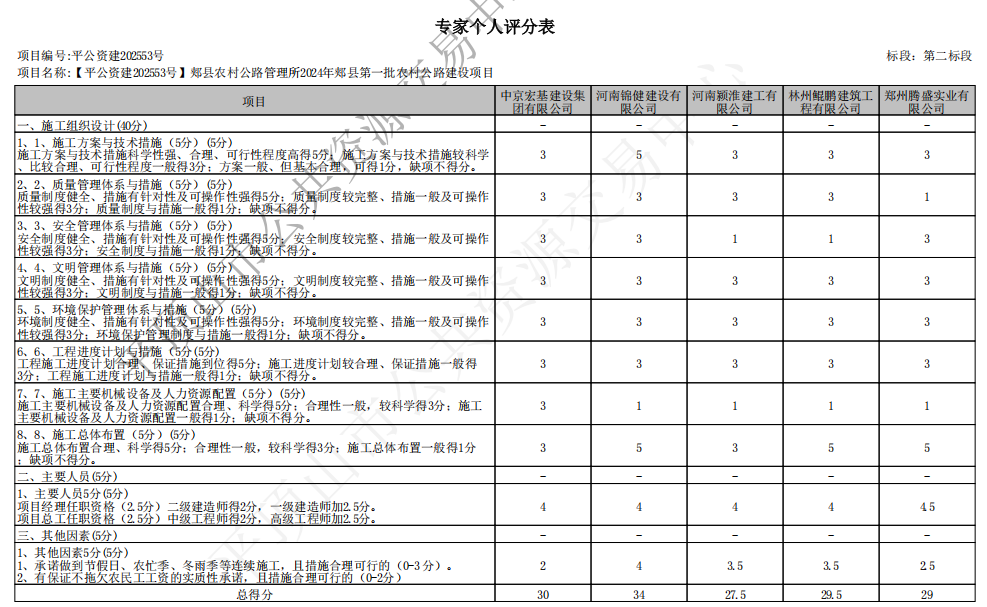 专家个人评分表
项目编号:平公资建202553号 标段: 第二标段
项目名称:【平公资建202553号】郏县农村公路管理所2024年郏县第一批农村公路建设项目
项目 中京宏基建设集团有限公司 河南锦健建设有限公司 河南颍淮建工有限公司 林州鲲鹏建筑工程有限公司 郑州腾盛实业有限公司
一、施工组织设计(40分) - - - - -
1、1、施工方案与技术措施（5分）(5分)
施工方案与技术措施科学性强、合理、可行性程度高得5分; 施工方案与技术措施较科学
、比较合理、可行性程度一般得3分; 方案一般、但基本合理, 可得1分, 缺项不得分。
3 5 3 3 3
2、2、质量管理体系与措施（5分）(5分)
质量制度健全、措施有针对性及可操作性强得5分; 质量制度较完整、措施一般及可操作
性较强得3分; 质量制度与措施一般得1分; 缺项不得分。
3 3 3 3 1
3、3、安全管理体系与措施（5分）(5分)
安全制度健全、措施有针对性及可操作性强得5分; 安全制度较完整、措施一般及可操作
性较强得3分; 安全制度与措施一般得1分; 缺项不得分。
3 3 1 1 3
4、4、文明管理体系与措施（5分）(5分)
文明制度健全、措施有针对性及可操作性强得5分; 文明制度较完整、措施一般及可操作
性较强得3分; 文明制度与措施一般得1分; 缺项不得分。
3 3 3 3 3
5、5、环境保护管理体系与措施（5分）(5分)
环境制度健全、措施有针对性及可操作性强得5分; 环境制度较完整、措施一般及可操作
性较强得3分; 环境保护管理制度与措施一般得1分; 缺项不得分。
3 3 3 3 3
6、6、工程进度计划与措施（5分(5分)
工程施工进度计划合理、保证措施到位得5分; 施工进度计划较合理、保证措施一般得
3分; 工程施工进度计划与措施一般得1分; 缺项不得分。
3 3 3 3 3
7、7、施工主要机械设备及人力资源配置（5分）(5分)
施工主要机械设备及人力资源配置合理、科学得5分; 合理性一般, 较科学得3分; 施工
主要机械设备及人力资源配置一般得1分; 缺项不得分。
3 1 1 1 1
8、8、施工总体布置（5分）(5分)
施工总体布置合理、科学得5分; 合理性一般, 较科学得3分; 施工总体布置一般得1分
; 缺项不得分。
3 5 3 5 5
二、主要人员(5分) - - - - -
1、主要人员5分(5分)
项目经理任职资格（2.5分）二级建造师得2分, 一级建造师加2.5分。
项目总工任职资格（2.5分）中级工程师得2分, 高级工程师加2.5分。
4 4 4 4 4.5
三、其他因素(5分) - - - - -
1、其他因素5分(5分)
1、承诺做到节假日、农忙季、冬雨季等连续施工, 且措施合理可行的（0-3分）。
2、有保证不拖欠农民工工资的实质性承诺, 且措施合理可行的（0-2分）
2 4 3.5 3.5 2.5
总得分 30 34 27.5 29.5 29
平顶山市公共资源交易中
平顶山市公共资源交易中心